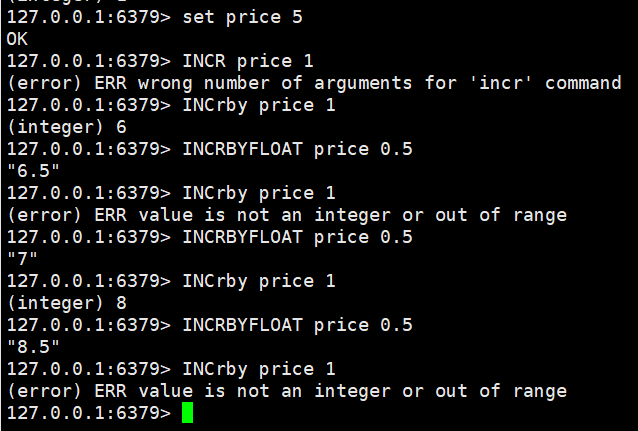 127.0.0.1:6379> set price 5
OK
127.0.0.1:6379> INCR price 1
(error) ERR wrong number of arguments for 'incr' command
127.0.0.1:6379> INCrby price 1
(integer) 6
127.0.0.1:6379> INCRBYFLOAT price 0.5
"6.5"
127.0.0.1:6379> INCrby price 1
(error) ERR value is not an integer or out of range
127.0.0.1:6379> INCRBYFLOAT price 0.5
"7"
127.0.0.1:6379> INCrby price 1
(integer) 8
127.0.0.1:6379> INCRBYFLOAT price 0.5
"8.5"
127.0.0.1:6379> INCrby price 1
(error) ERR value is not an integer or out of range
127.0.0.1:6379>